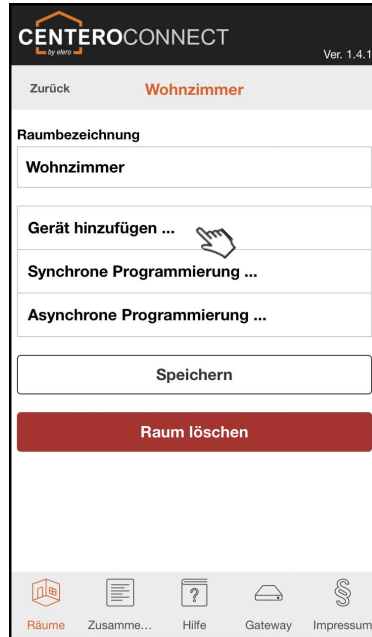 CENTEROCONNECT
by elero
Ver. 1.4.1
Zurück
Wohnzimmer
Raumbezeichnung
Wohnzimmer
Gerät hinzufügen ...
Synchrone Programmierung ...
Asynchrone Programmierung ...
Speichern
Raum löschen
Räume Zusamme... Hilfe Gateway Impressum